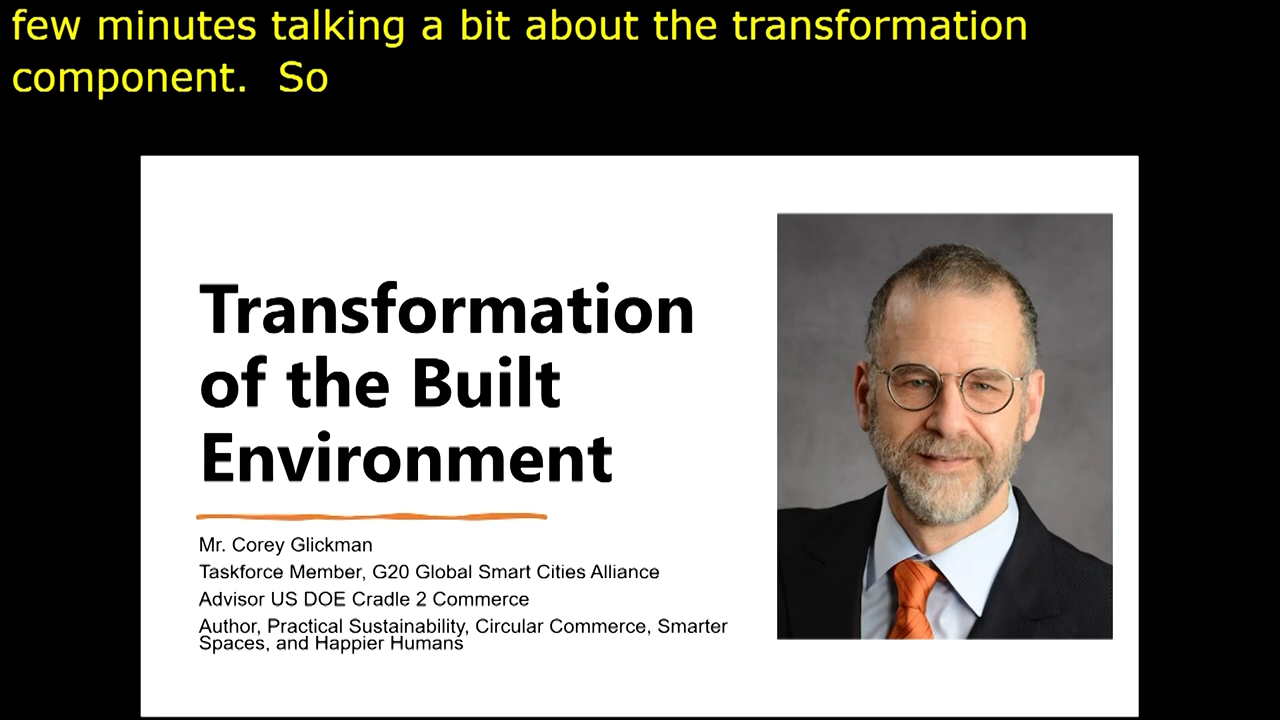 few minutes talking a bit about the transformation
component.  So
Transformation
of the Built
Environment
Mr. Corey Glickman
Taskforce Member, G20 Global Smart Cities Alliance
Advisor US DOE Cradle 2 Commerce
Author, Practical Sustainability, Circular Commerce, Smarter
Spaces, and Happier Humans